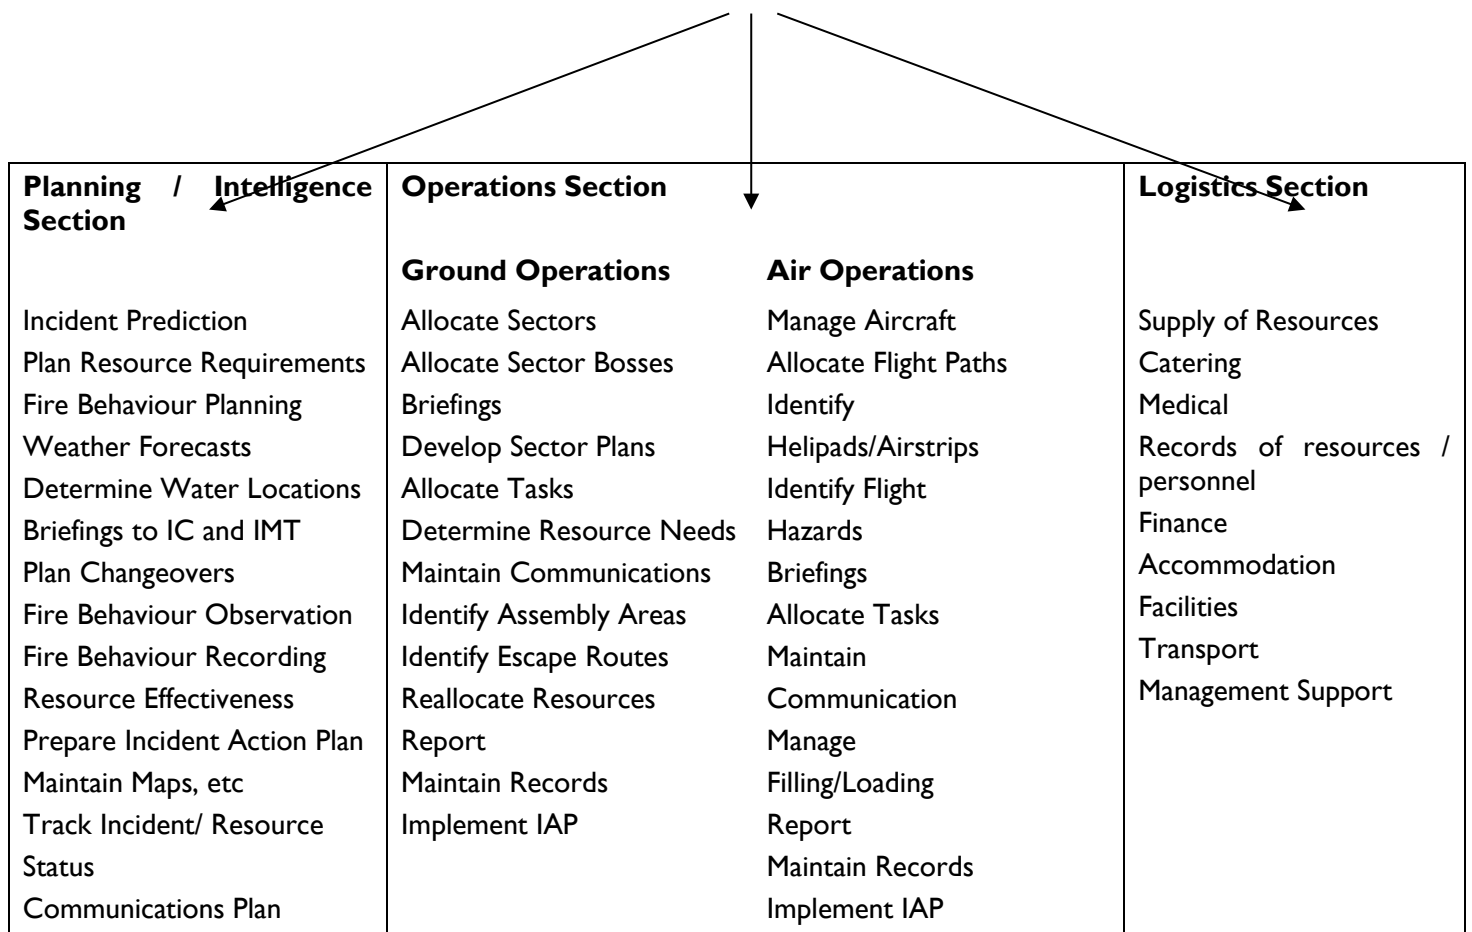 Planning / Intelligence
Section
Incident Prediction
Plan Resource Requirements
Fire Behaviour Planning
Weather Forecasts
Determine Water Locations
Briefings to IC and IMT
Plan Changeovers
Fire Behaviour Observation
Fire Behaviour Recording
Resource Effectiveness
Prepare Incident Action Plan
Maintain Maps, etc
Track Incident/ Resource
Status
Communications Plan
Operations Section
Ground Operations
Allocate Sectors
Allocate Sector Bosses
Briefings
Develop Sector Plans
Allocate Tasks
Determine Resource Needs
Maintain Communications
Identify Assembly Areas
Identify Escape Routes
Reallocate Resources
Report
Maintain Records
Implement IAP
Air Operations
Manage Aircraft
Allocate Flight Paths
Identify
Helipads/Airstrips
Identify Flight
Hazards
Briefings
Allocate Tasks
Maintain
Communication
Manage
Filling/Loading
Report
Maintain Records
Implement IAP
Logistics Section
Supply of Resources
Catering
Medical
Records of resources /
personnel
Finance
Accommodation
Facilities
Transport
Management Support